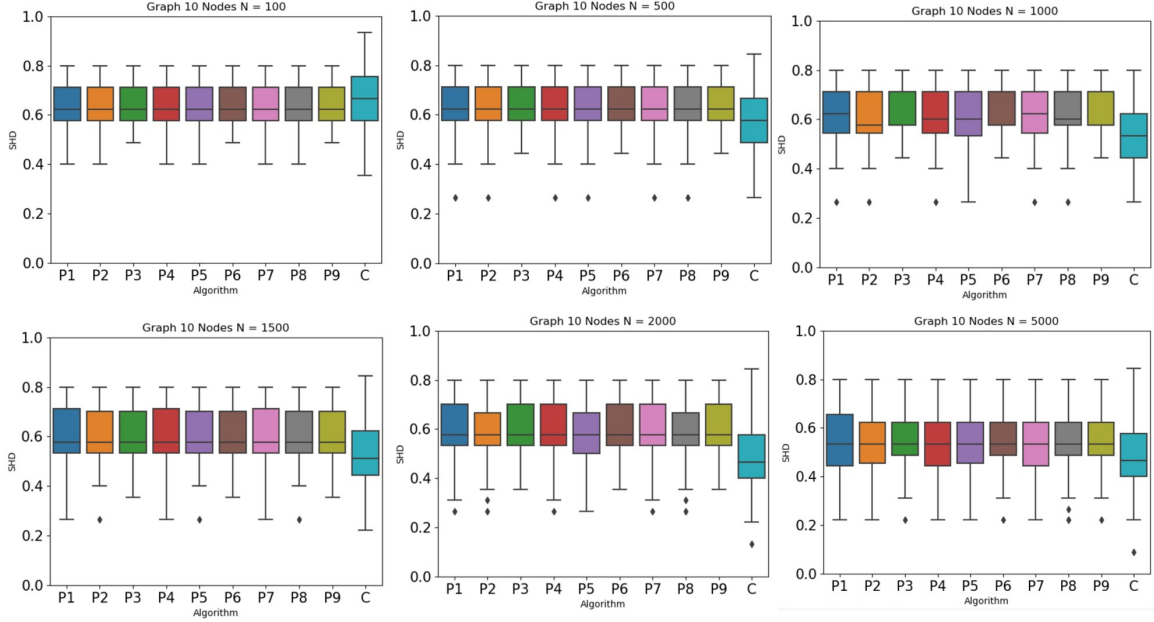 Graph 10 Nodes N = 100
1.0
0.8
0.6
0.4
0.2
0.0
SHD
P1 P2 P3 P4 P5 P6 P7 P8 P9 C
Algorithm
Graph 10 Nodes N = 500
1.0
0.8
0.6
0.4
0.2
0.0
SHD
P1 P2 P3 P4 P5 P6 P7 P8 P9 C
Algorithm
Graph 10 Nodes N = 1000
1.0
0.8
0.6
0.4
0.2
0.0
SHD
P1 P2 P3 P4 P5 P6 P7 P8 P9 C
Algorithm
Graph 10 Nodes N = 1500
1.0
0.8
0.6
0.4
0.2
0.0
SHD
P1 P2 P3 P4 P5 P6 P7 P8 P9 C
Algorithm
Graph 10 Nodes N = 2000
1.0
0.8
0.6
0.4
0.2
0.0
SHD
P1 P2 P3 P4 P5 P6 P7 P8 P9 C
Algorithm
Graph 10 Nodes N = 5000
1.0
0.8
0.6
0.4
0.2
0.0
SHD
P1 P2 P3 P4 P5 P6 P7 P8 P9 C
Algorithm